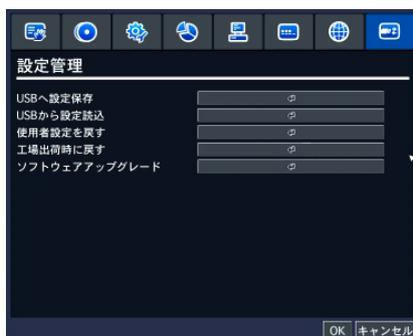 設定管理
USBへ設定保存
USBから設定読込
使用者設定を戻す
工場出荷時に戻す
ソフトウェアアップグレード
OK キャンセル